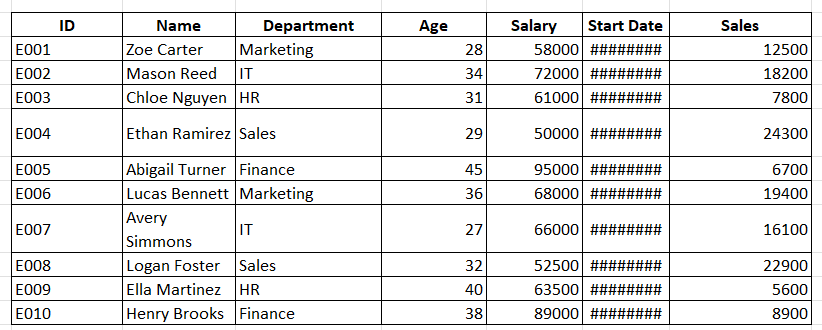 ID Name Department Age Salary Start Date Sales
E001 Zoe Carter Marketing 28 58000 ######## 12500
E002 Mason Reed IT 34 72000 ######## 18200
E003 Chloe Nguyen HR 31 61000 ######## 7800
E004 Ethan Ramirez Sales 29 50000 ######## 24300
E005 Abigail Turner Finance 45 95000 ######## 6700
E006 Lucas Bennett Marketing 36 68000 ######## 19400
E007 Avery Simmons IT 27 66000 ######## 16100
E008 Logan Foster Sales 32 52500 ######## 22900
E009 Ella Martinez HR 40 63500 ######## 5600
E010 Henry Brooks Finance 38 89000 ######## 8900